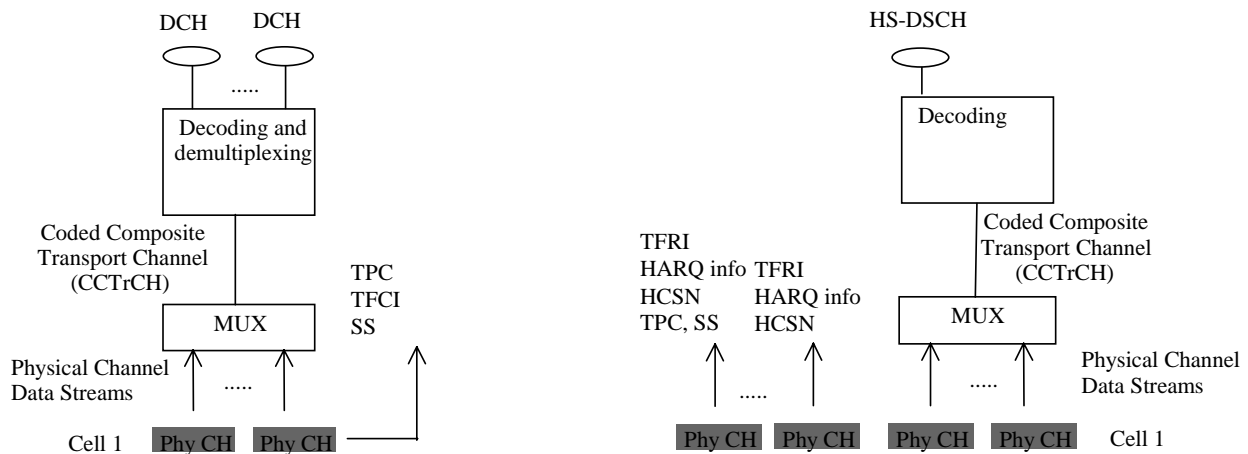 DCH
DCH
.....
Decoding and
demultiplexing
Coded Composite
Transport Channel
(CCTrCH)
TPC
TFCI
SS
MUX
Physical Channel
Data Streams
.....
Cell 1
Phy CH
Phy CH
HS-DSCH
Decoding
Coded Composite
Transport Channel
(CCTrCH)
TFRI
HARQ info
HCSN
TPC, SS
TFRI
HARQ info
HCSN
MUX
Physical Channel
Data Streams
.....
.....
Phy CH
Phy CH
Phy CH
Phy CH
Cell 1